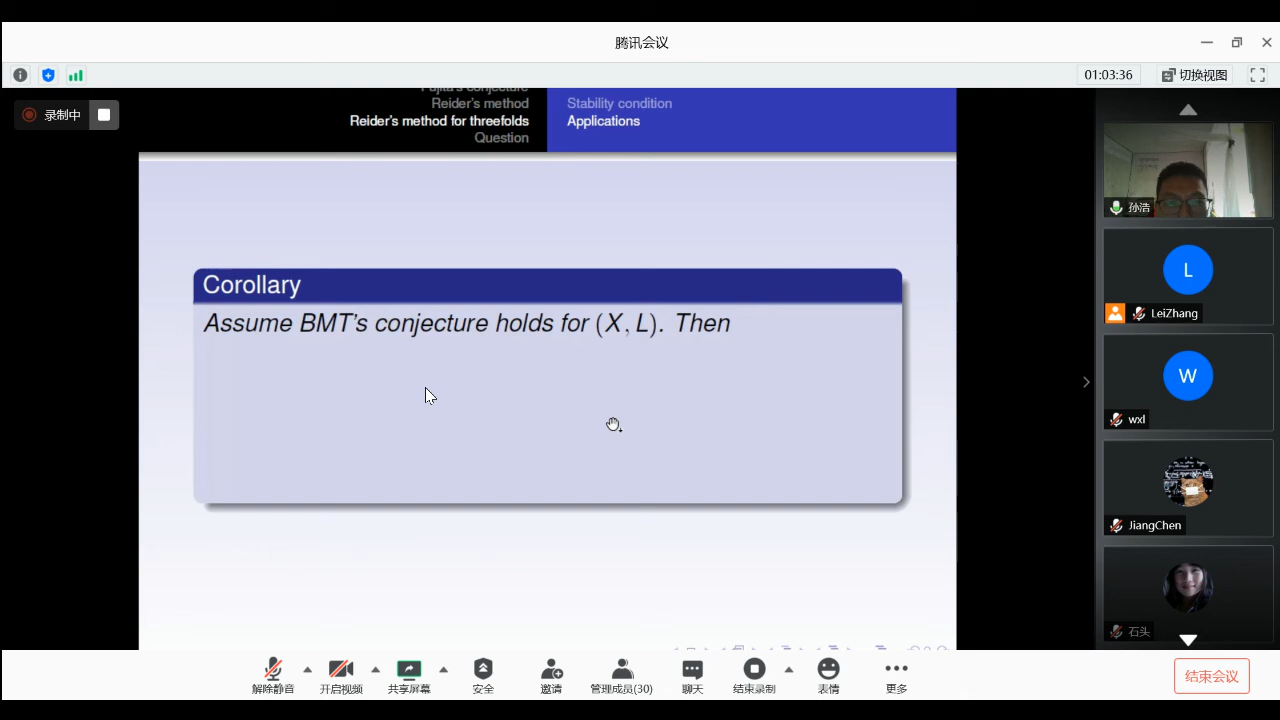 腾讯会议
01:03:36
切换视图
录制中
Fujita's conjecture
Reider's method
Reider's method for threefolds
Question
Stability condition
Applications
Corollary
Assume BMT's conjecture holds for (X, L). Then
孙浩
L
LeiZhang
W
wxl
JiangChen
石头
解除静音
开启视频
共享屏幕
安全
邀请
管理成员(30)
聊天
结束录制
表情
更多
结束会议